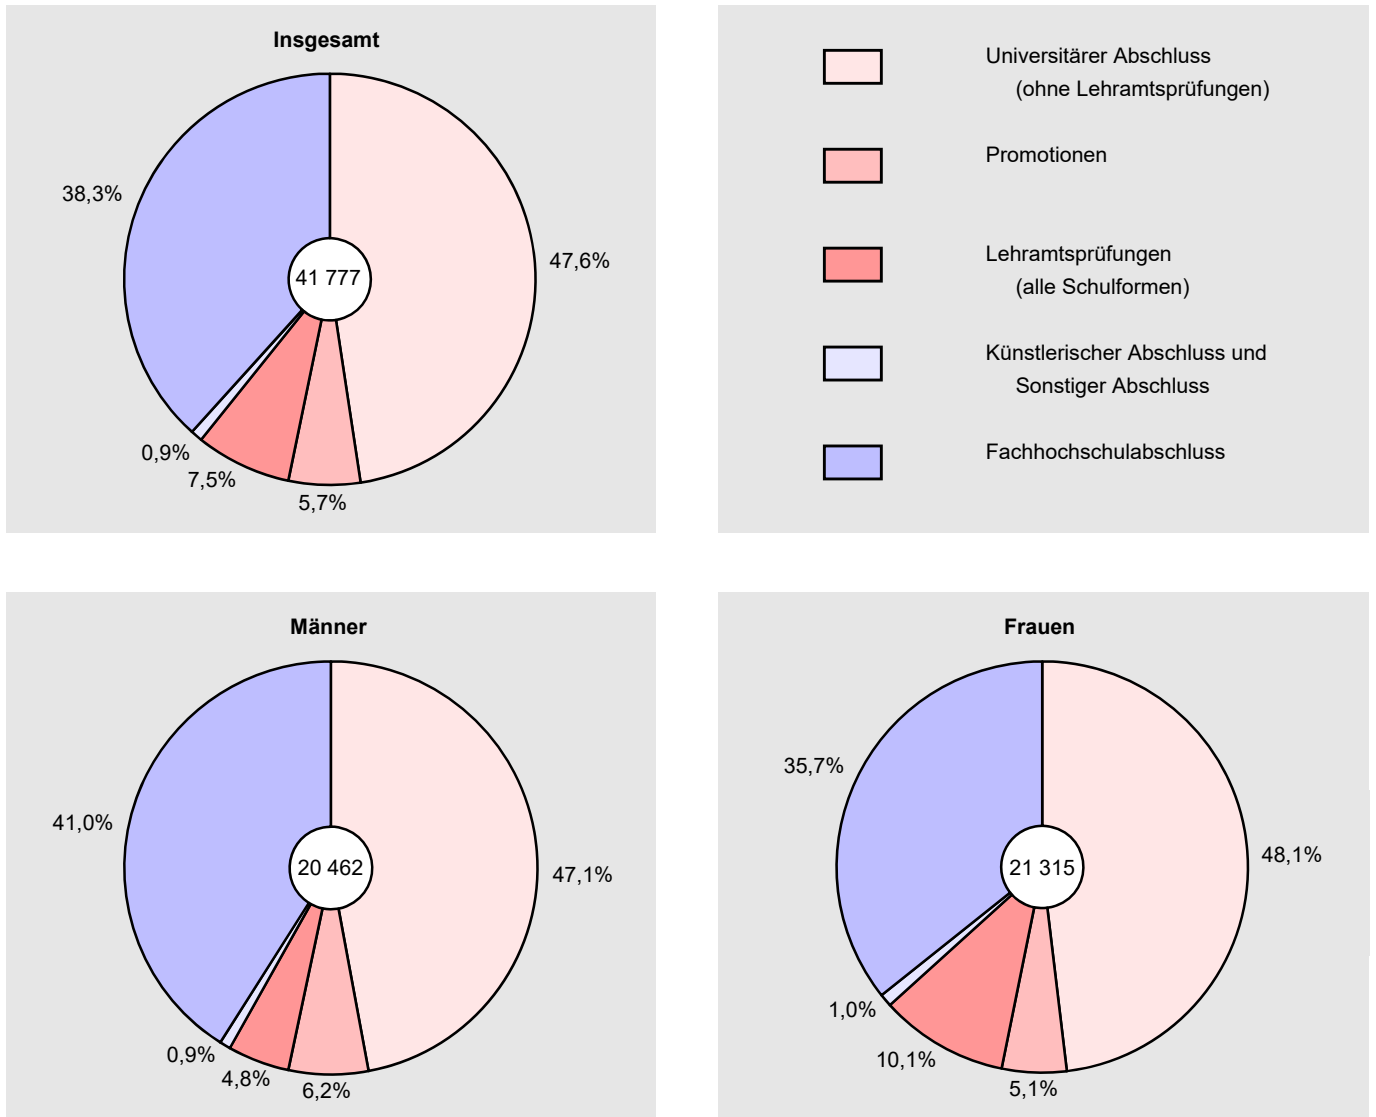 Insgesamt
38,3%
47,6%
41 777
0,9%
7,5%
5,7%
Universitärer Abschluss
(ohne Lehramtsprüfungen)
Promotionen
Lehramtsprüfungen
(alle Schulformen)
Künstlerischer Abschluss und
Sonstiger Abschluss
Fachhochschulabschluss
Männer
41,0%
20 462
47,1%
0,9%
4,8%
6,2%
Frauen
35,7%
48,1%
21 315
1,0%
10,1%
5,1%